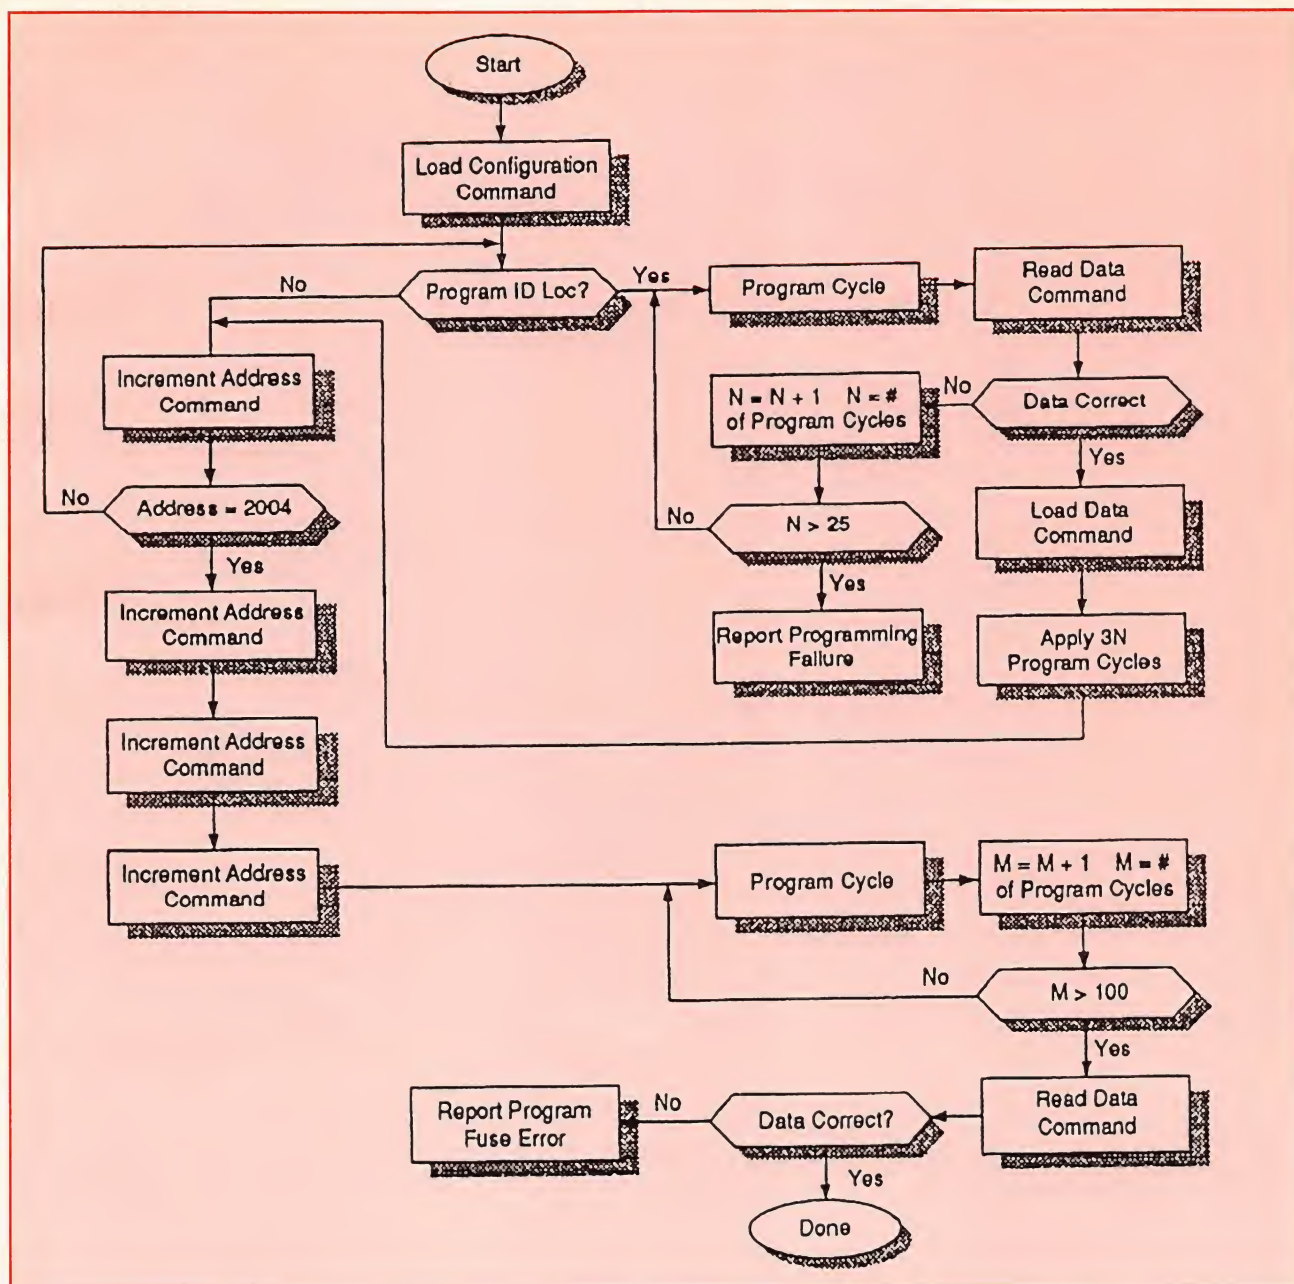 Start
Load Configuration
Command
Program ID Loc?
No
Yes
Program Cycle
Read Data
Command
Increment Address
Command
N = N + 1 N = #
of Program Cycles
No
Data Correct
Yes
No
Address = 2004
Yes
No
N > 25
Yes
Load Data
Command
Increment Address
Command
Report Programming
Failure
Apply 3N
Program Cycles
Increment Address
Command
Increment Address
Command
Program Cycle
M = M + 1 M = #
of Program Cycles
No
M > 100
Yes
Read Data
Command
Data Correct?
No
Report Program
Fuse Error
Yes
Done